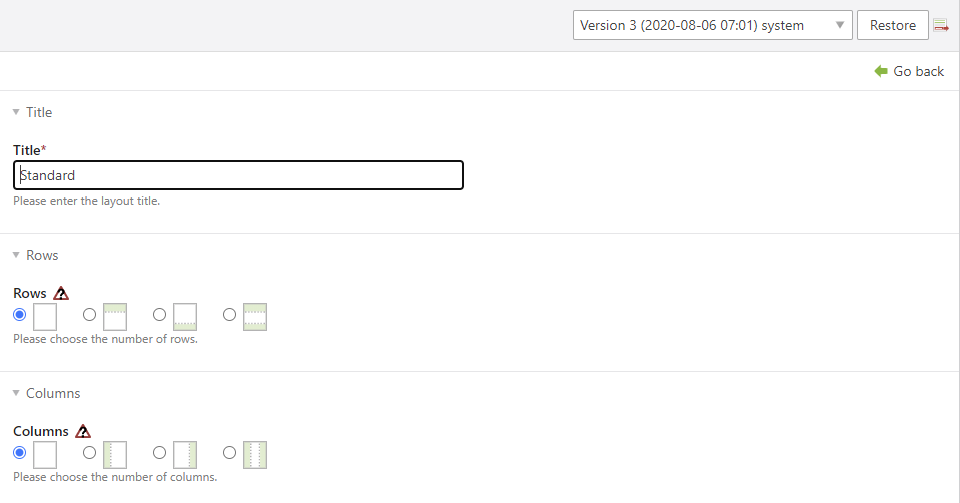 Version 3 (2020-08-06 07:01) system
Restore
Go back
Title
Title*
Standard
Please enter the layout title.
Rows
Rows
Please choose the number of rows.
Columns
Columns
Please choose the number of columns.